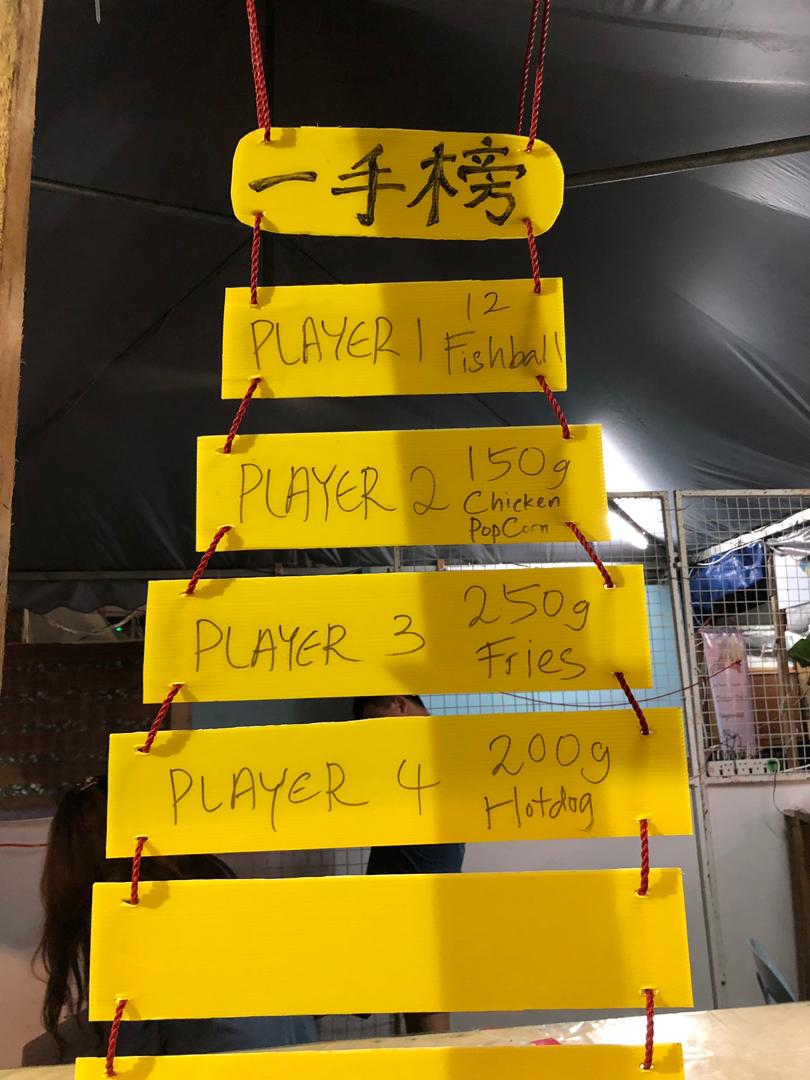 一手榜
PLAYER 1 12
Fishball
PLAYER 2 150g
Chicken
PopCorn
PLAYER 3 250g
Fries
PLAYER 4 200g
Hotdog